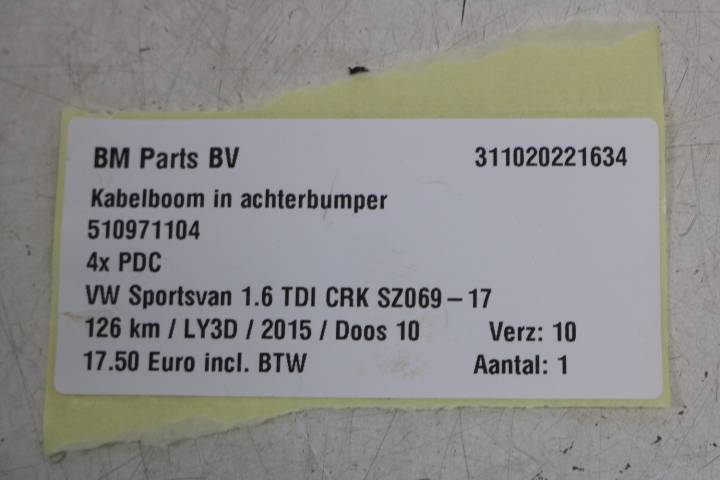 BM Parts BV 311020221634
Kabelboom in achterbumper
510971104
4x PDC
VW Sportsvan 1.6 TDI CRK SZ069-17
126 km / LY3D / 2015 / Doos 10 Verz: 10
17.50 Euro incl. BTW Aantal: 1